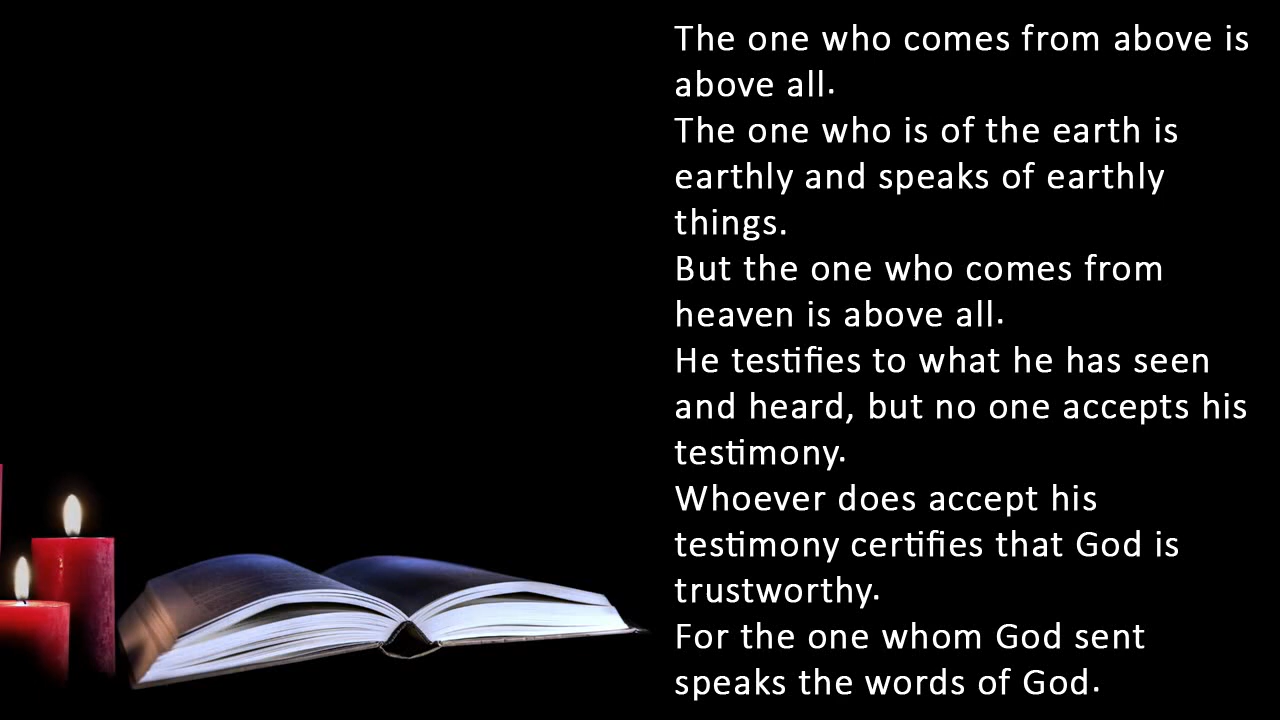 The one who comes from above is
above all.
The one who is of the earth is
earthly and speaks of earthly
things.
But the one who comes from
heaven is above all.
He testifies to what he has seen
and heard, but no one accepts his
testimony.
Whoever does accept his
testimony certifies that God is
trustworthy.
For the one whom God sent
speaks the words of God.